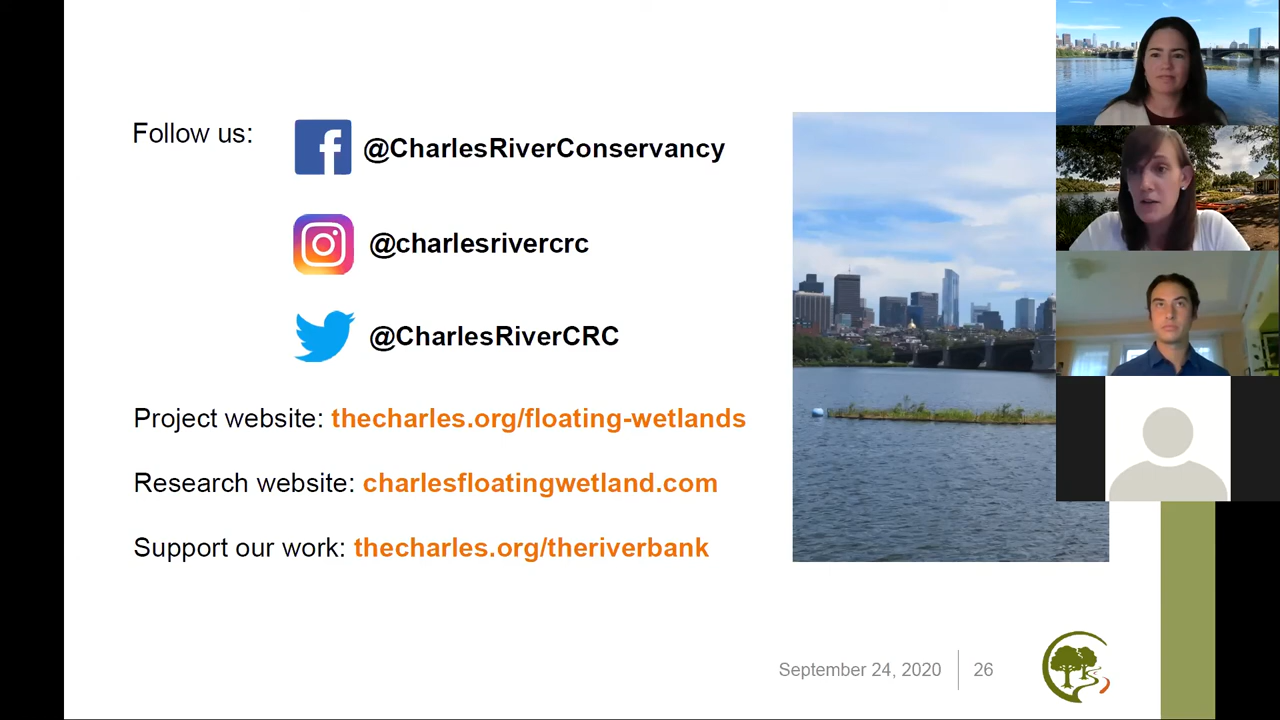 Follow us:
@CharlesRiverConservancy
@charlesrivercrc
@CharlesRiverCRC
Project website: thecharles.org/floating-wetlands
Research website: charlesfloatingwetland.com
Support our work: thecharles.org/theriverbank
September 24, 2020
26